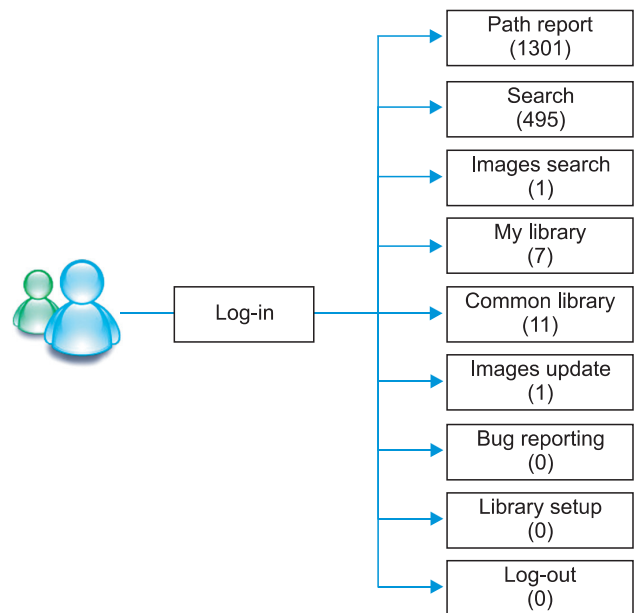 Path report
(1301)
Search
(495)
Images search
(1)
My library
(7)
Log-in
Common library
(11)
Images update
(1)
Bug reporting
(0)
Library setup
(0)
Log-out
(0)